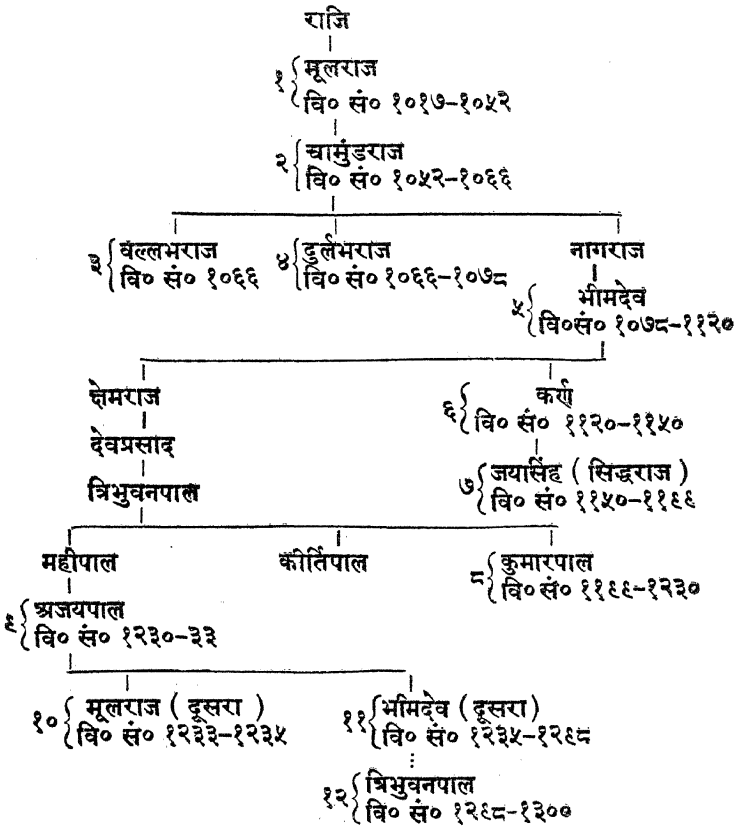 राजि
१ मूलराज
वि० सं० १०१७-१०५२
२ चामुंडराज
वि० सं० १०५२-१०६६
३ वल्लभराज
वि० सं० १०६६
४ दुर्लभराज
वि० सं० १०६६-१०७८
नागराज
५ भीमदेव
वि०सं० १०७८-११२०
क्षेमराज
६ कर्ण
वि० सं० ११२०-११५०
देवप्रसाद
७ जयासिंह ( सिद्धराज )
वि० सं० ११५०-११९९
त्रिभुवनपाल
महीपाल
कीर्तिपाल
८ कुमारपाल
वि० सं० ११९९-१२३०
९ अजयपाल
वि० सं० १२३०-३३
१० मूलराज ( दूसरा )
वि० सं० १२३३-१२३५
११ भीमदेव (दूसरा)
वि० सं० १२३५-१२९८
१२ त्रिभुवनपाल
वि० सं० १२९८-१३००